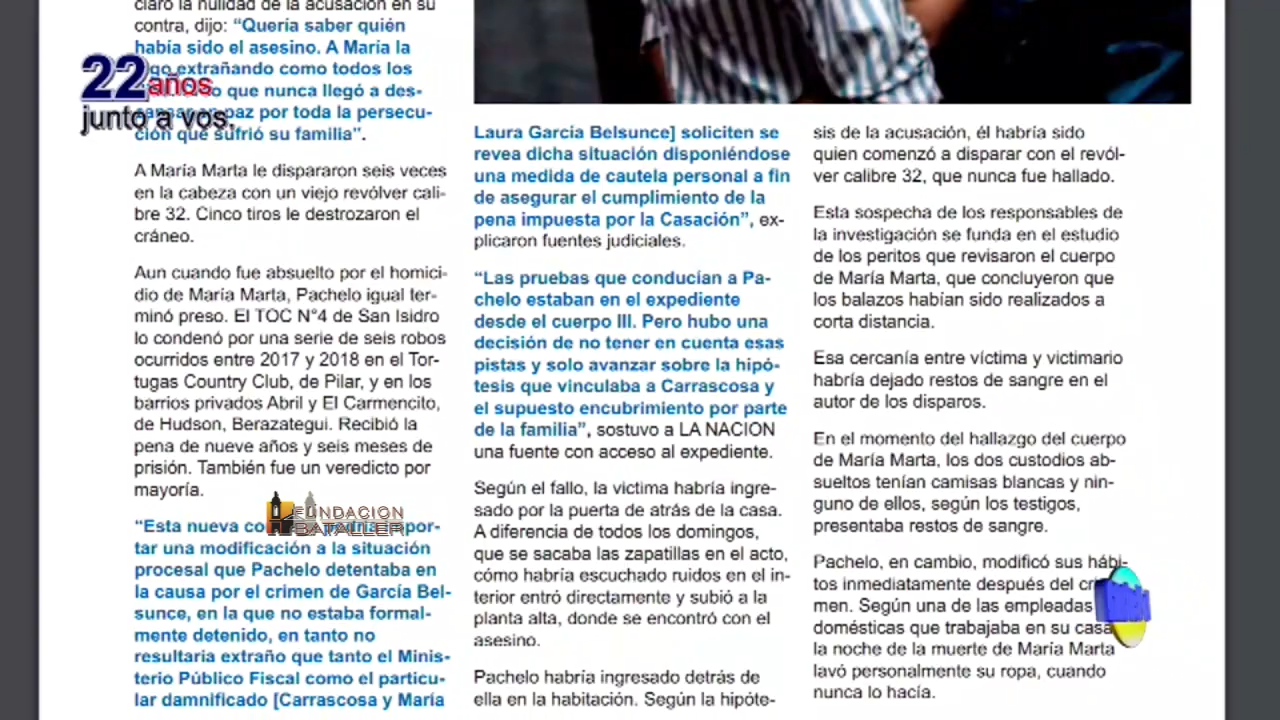 claró la nulidad de la acusación en su
contra, dijo: “Quería saber quién
había sido el asesino. A María la
extrañando como todos los
que nunca llegó a des-
paz por toda la persecu-
ción que sufrió su familia”.
A María Marta le dispararon seis veces
en la cabeza con un viejo revólver cali-
bre 32. Cinco tiros le destrozaron el
cráneo.
Aun cuando fue absuelto por el homici-
dio de María Marta, Pachelo igual ter-
minó preso. El TOC N°4 de San Isidro
lo condenó por una serie de seis robos
ocurridos entre 2017 y 2018 en el Tor-
tugas Country Club, de Pilar, y en los
barrios privados Abril y El Carmencito,
de Hudson, Berazategui. Recibió la
pena de nueve años y seis meses de
prisión. También fue un veredicto por
mayoría.
“Esta nueva
tar una modificación a la situación
procesal que Pachelo detentaba en
la causa por el crimen de García Bel-
sunce, en la que no estaba formal-
mente detenido, en tanto no
resultaria extraño que tanto el Minis-
terio Público Fiscal como el particu-
lar damnificado [Carrascosa y María
Laura García Belsunce] soliciten se
revea dicha situación disponiéndose
una medida de cautela personal a fin
de asegurar el cumplimiento de la
pena impuesta por la Casación”, ex-
plicaron fuentes judiciales.
“Las pruebas que conducían a Pa-
chelo estaban en el expediente
desde el cuerpo III. Pero hubo una
decisión de no tener en cuenta esas
pistas y solo avanzar sobre la hipó-
tesis que vinculaba a Carrascosa y
el supuesto encubrimiento por parte
de la familia”, sostuvo a LA NACION
una fuente con acceso al expediente.
Según el fallo, la victima habría ingre-
sado por la puerta de atrás de la casa.
A diferencia de todos los domingos,
que se sacaba las zapatillas en el acto,
cómo habría escuchado ruidos en el in-
terior entró directamente y subió a la
planta alta, donde se encontró con el
asesino.
Pachelo habría ingresado detrás de
ella en la habitación. Según la hipóte-
sis de la acusación, él habría sido
quien comenzó a disparar con el revól-
ver calibre 32, que nunca fue hallado.
Esta sospecha de los responsables de
la investigación se funda en el estudio
de los peritos que revisaron el cuerpo
de María Marta, que concluyeron que
los balazos habían sido realizados a
corta distancia.
Esa cercanía entre víctima y victimario
habría dejado restos de sangre en el
autor de los disparos.
En el momento del hallazgo del cuerpo
de María Marta, los dos custodios ab-
sueltos tenían camisas blancas y nin-
guno de ellos, según los testigos,
presentaba restos de sangre.
Pachelo, en cambio, modificó sus hábi-
tos inmediatamente después del cri-
men. Según una de las empleadas
domésticas que trabajaba en su casa
la noche de la muerte de María Marta
lavó personalmente su ropa, cuando
nunca lo hacía.
22 años
junto a vos.
FUNDACION
BATALLER